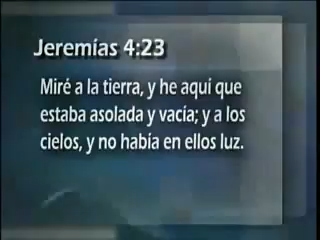 Jeremías 4:23
Miré a la tierra, y he aquí que
estaba asolada y vacía; y a los
cielos, y no había en ellos luz.